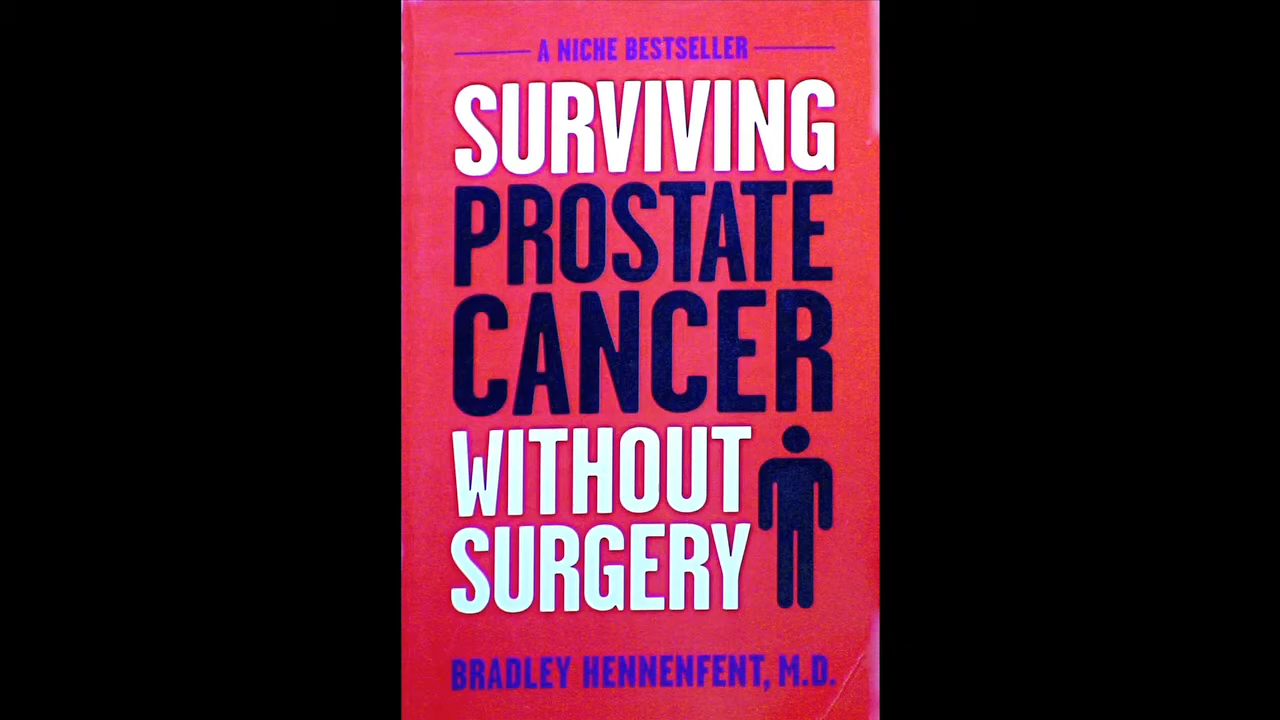 A NICHE BESTSELLER
SURVIVING
PROSTATE
CANCER
WITHOUT
SURGERY
BRADLEY HENNENFENT, M.D.